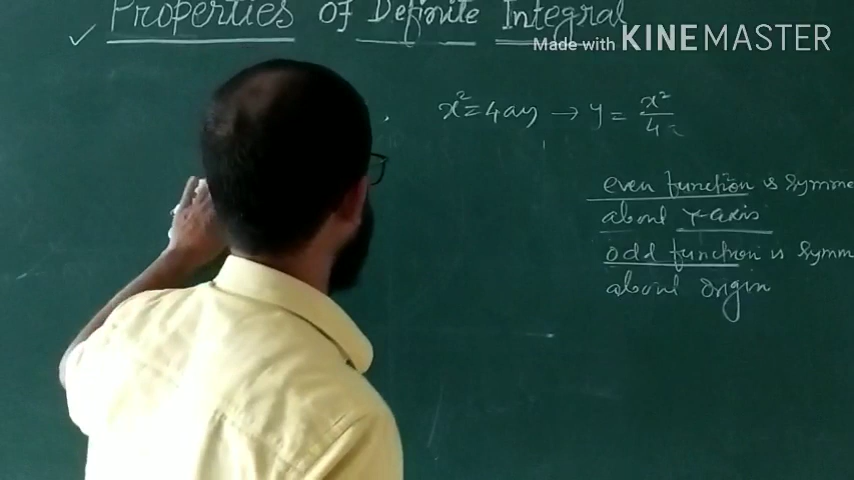 ✓ Properties of Definite Integral
Made with KINEMASTER
x² = 4ay → y = x²/4a
even function is symme
about Y-axis
odd function is symm
about origin